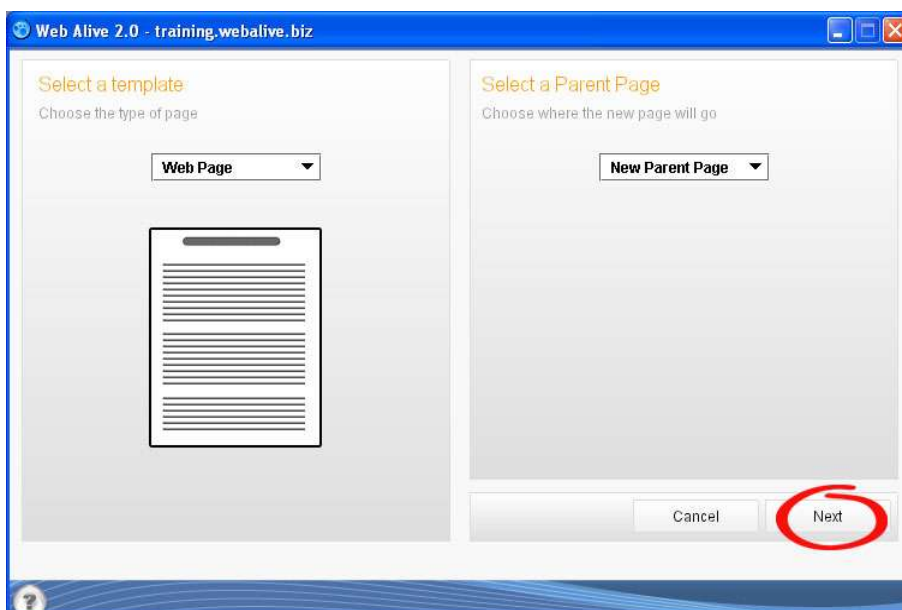 Web Alive 2.0 - training.webalive.biz
Select a template
Choose the type of page
Web Page
Select a Parent Page
Choose where the new page will go
New Parent Page
Cancel
Next
?